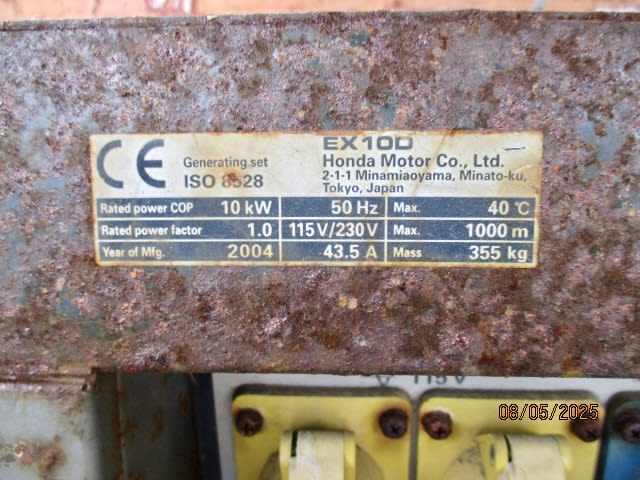 CE
Generating set
ISO 8528
EX10D
Honda Motor Co., Ltd.
2-1-1 Minamiaoyama, Minato-ku,
Tokyo, Japan
Rated power COP 10 kW 50 Hz Max. 40 °C
Rated power factor 1.0 115V/230V Max. 1000 m
Year of Mfg. 2004 43.5 A Mass 355 kg
115V
08/05/2025